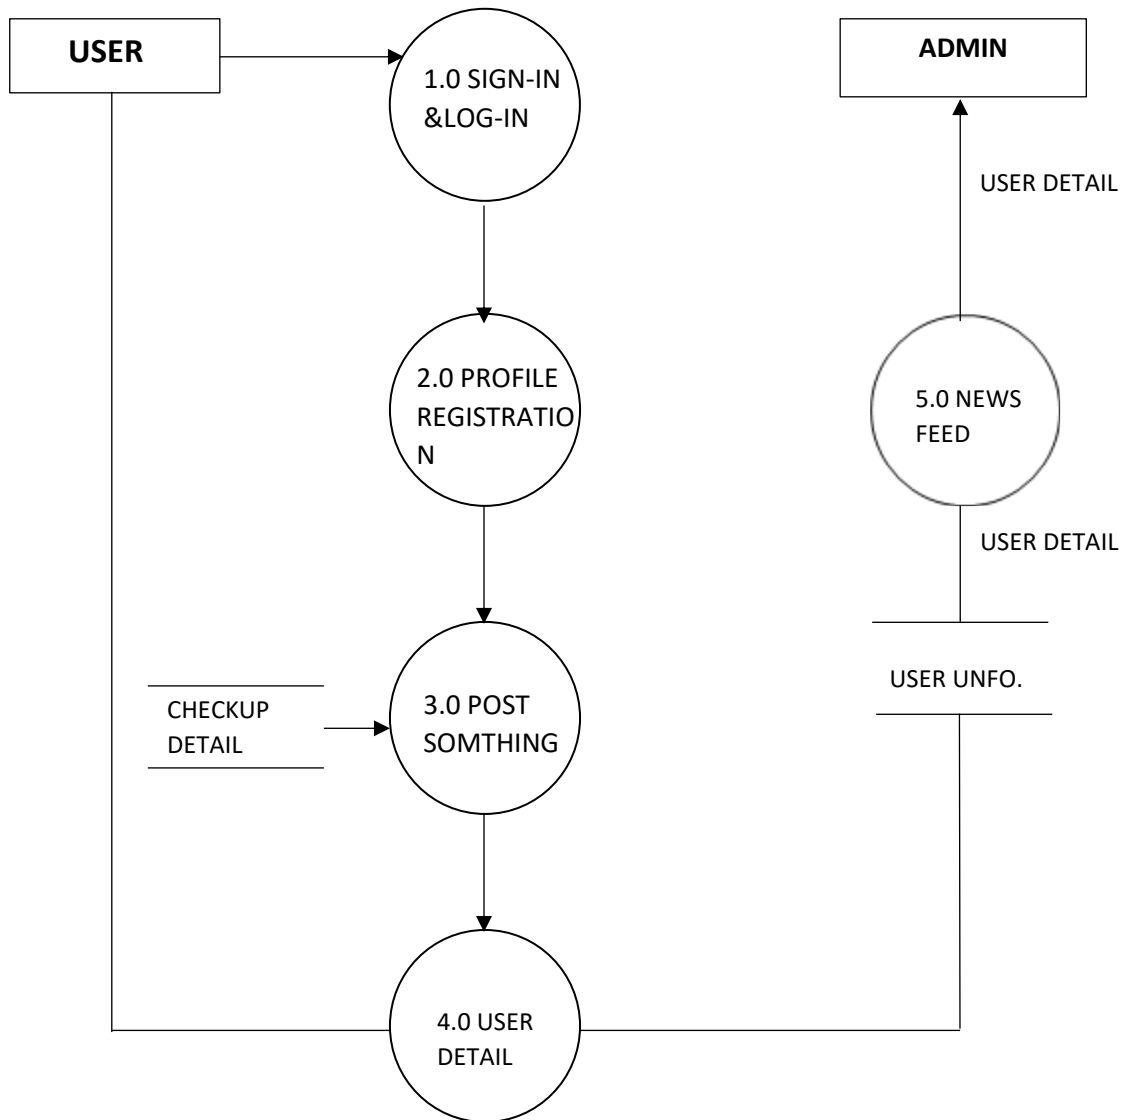 USER
ADMIN
1.0 SIGN-IN
&LOG-IN
USER DETAIL
2.0 PROFILE
REGISTRATIO
N
5.0 NEWS
FEED
USER DETAIL
CHECKUP
DETAIL
3.0 POST
SOMTHING
USER UNFO.
4.0 USER
DETAIL